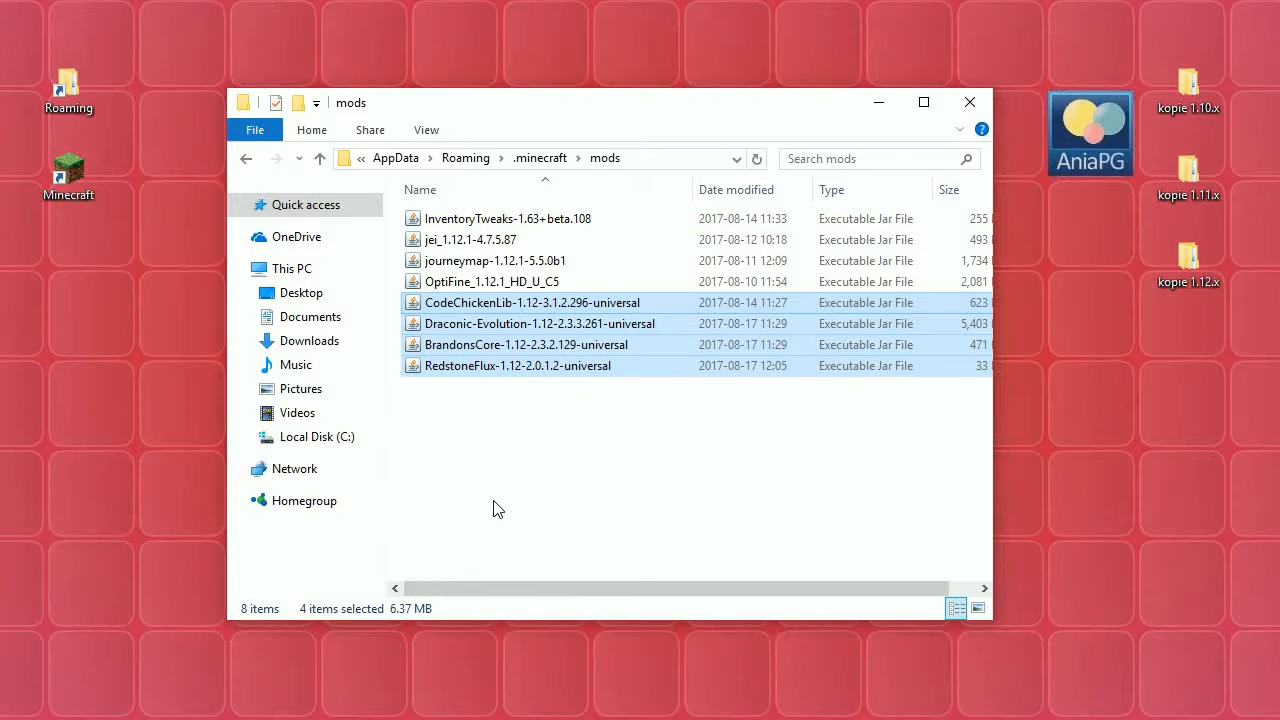 Roaming
Minecraft
mods
File
Home
Share
View
«
AppData
Roaming
.minecraft
mods
Search mods
Name
Date modified
Type
Size
InventoryTweaks-1.63+beta.108 2017-08-14 11:33 Executable Jar File 255
jei_1.12.1-4.7.5.87 2017-08-12 10:18 Executable Jar File 493
journeymap-1.12.1-5.5.0b1 2017-08-11 12:09 Executable Jar File 1,734
OptiFine_1.12.1_HD_U_C5 2017-08-10 11:54 Executable Jar File 2,081
CodeChickenLib-1.12-3.1.2.296-universal 2017-08-14 11:27 Executable Jar File 623
Draconic-Evolution-1.12-2.3.3.261-universal 2017-08-17 11:29 Executable Jar File 5,403
BrandonsCore-1.12-2.3.2.129-universal 2017-08-17 11:29 Executable Jar File 471
RedstoneFlux-1.12-2.0.1.2-universal 2017-08-17 12:05 Executable Jar File 33
Quick access
OneDrive
This PC
Desktop
Documents
Downloads
Music
Pictures
Videos
Local Disk (C:)
Network
Homegroup
8 items 4 items selected 6.37 MB
AniaPG
kopie 1.10.x
kopie 1.11.x
kopie 1.12.x